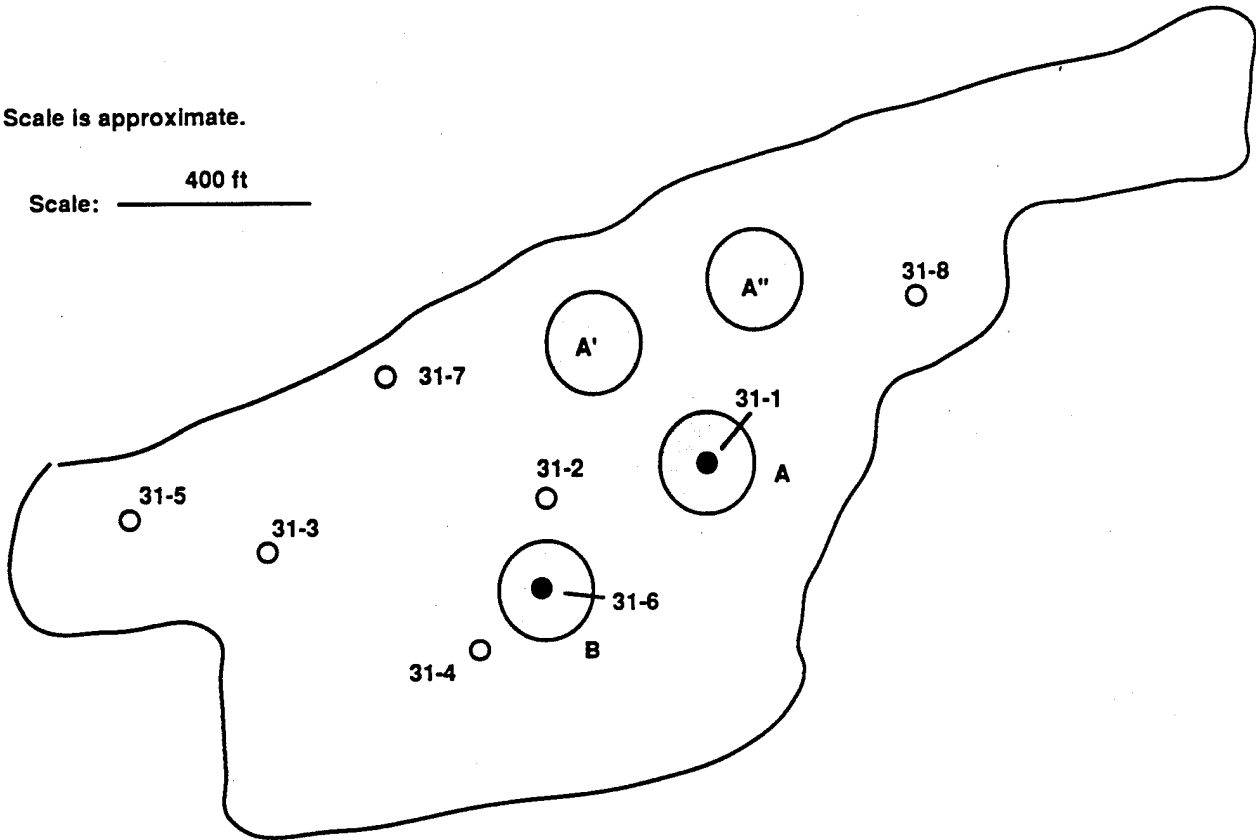 Scale is approximate.
400 ft
Scale:
A"
31-8
A'
31-7
31-1
31-2
A
31-5
31-3
31-6
B
31-4